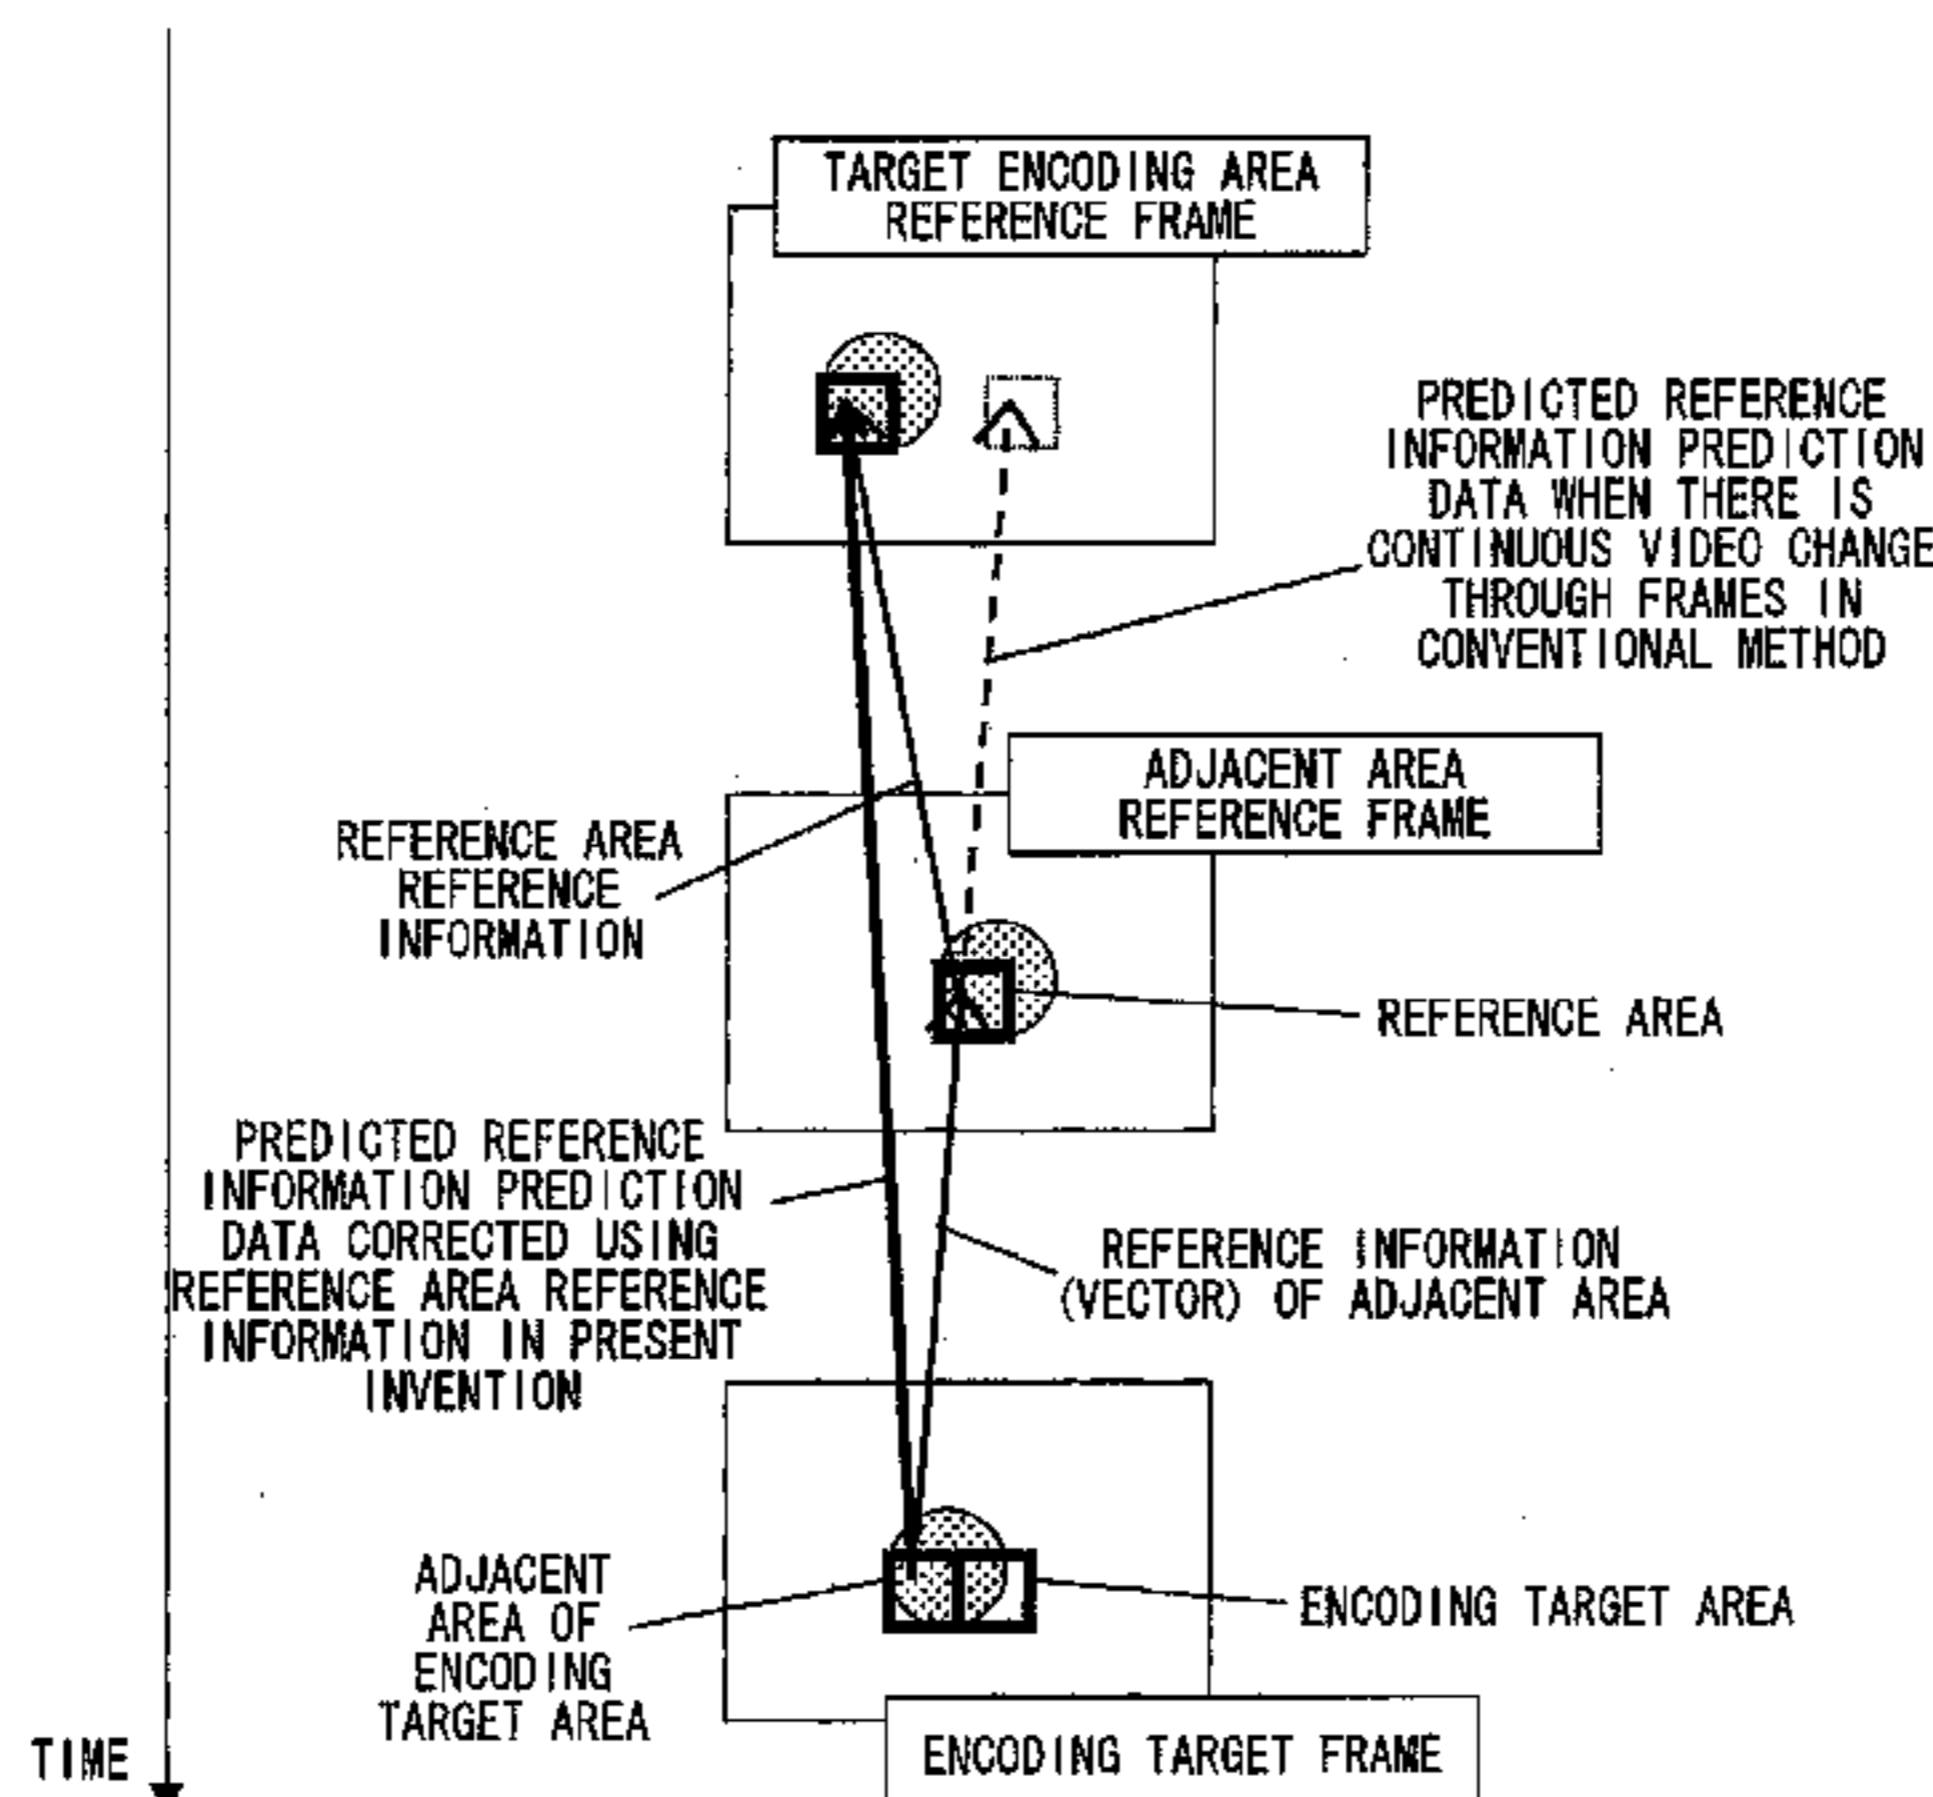 TARGET ENCODING AREA
REFERENCE FRAME
PREDICTED REFERENCE
INFORMATION PREDICTION
DATA WHEN THERE IS
CONTINUOUS VIDEO CHANGE
THROUGH FRAMES IN
CONVENTIONAL METHOD
ADJACENT AREA
REFERENCE FRAME
REFERENCE AREA
REFERENCE
INFORMATION
REFERENCE AREA
PREDICTED REFERENCE
INFORMATION PREDICTION
DATA CORRECTED USING
REFERENCE AREA REFERENCE
INFORMATION IN PRESENT
INVENTION
REFERENCE INFORMATION
(VECTOR) OF ADJACENT AREA
ADJACENT
AREA OF
ENCODING
TARGET AREA
ENCODING TARGET AREA
ENCODING TARGET FRAME
TIME